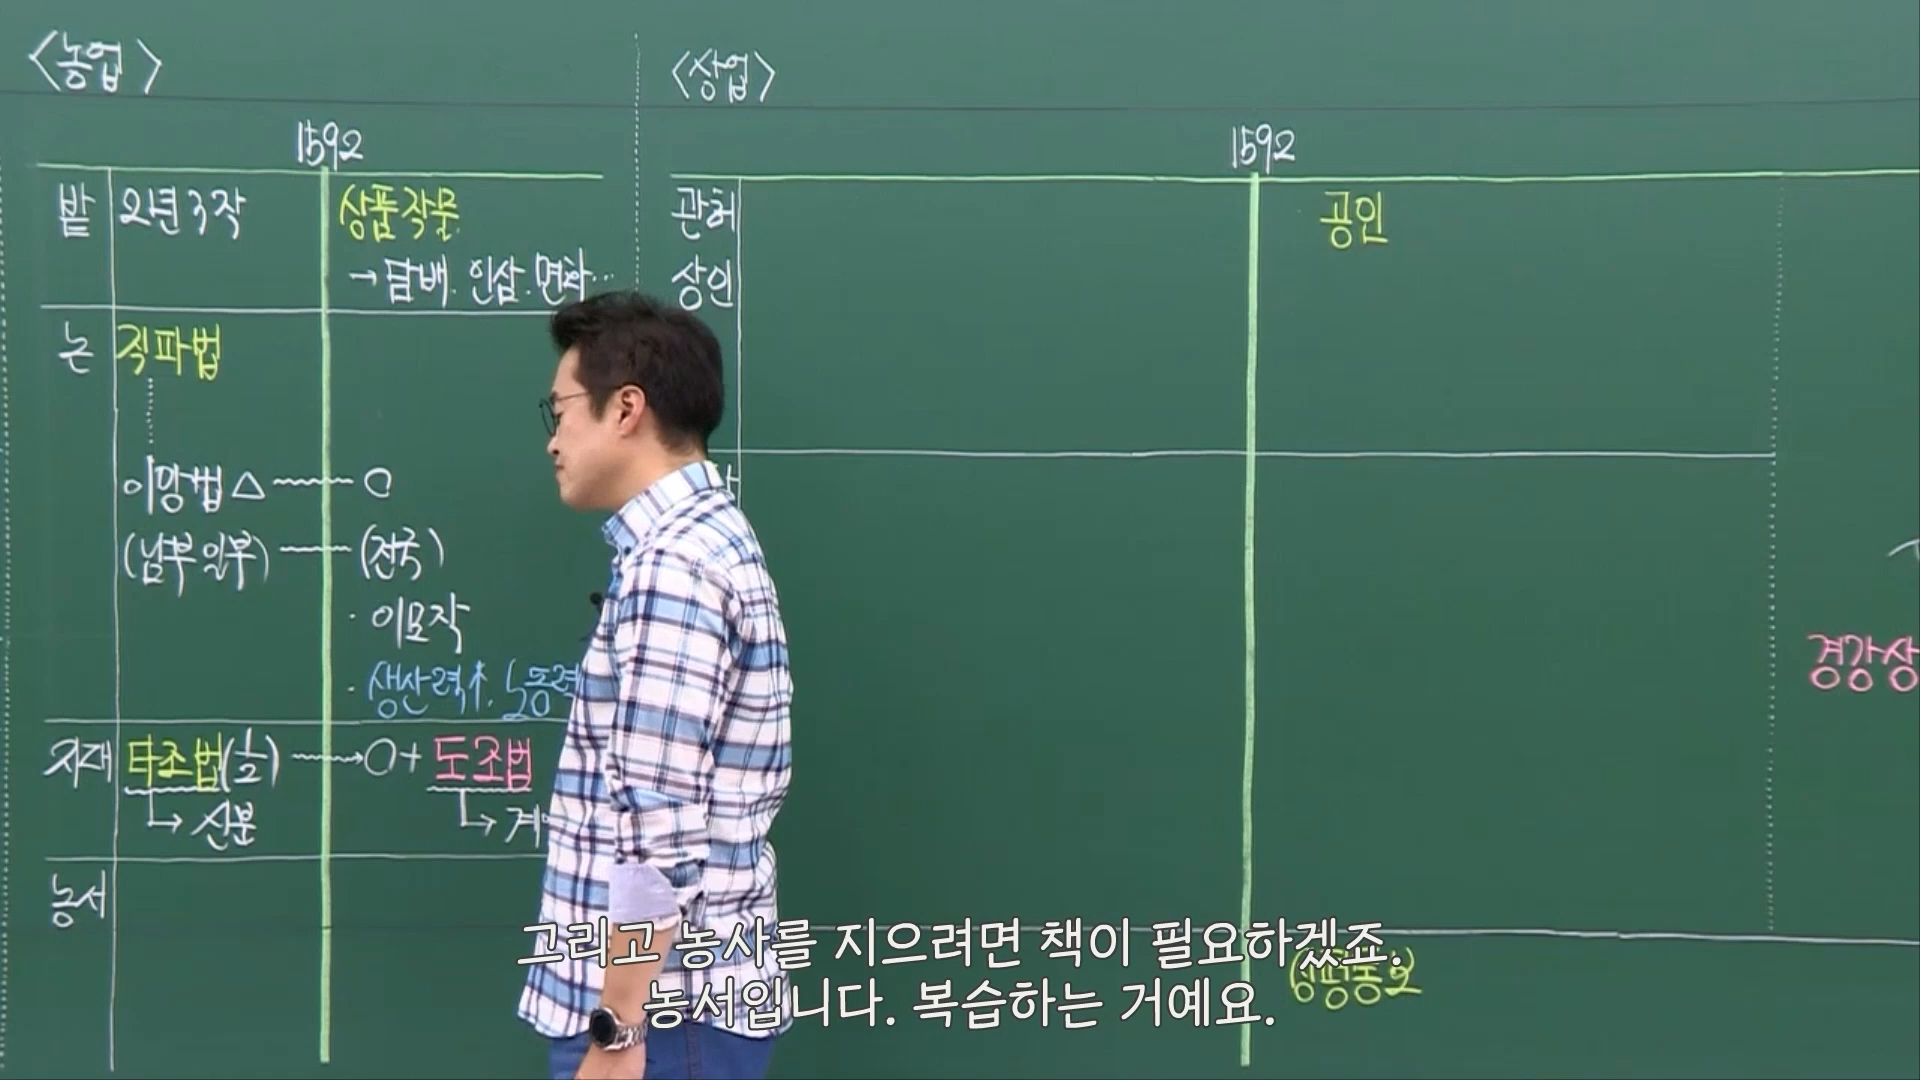 <농업>
1592
밭 2년 3작 상품작물
→ 담배. 인삼. 면화...
논 직파법
이앙법 △ ○
(남부 일부) (전국)
· 이모작
· 생산력↑. 노동력
지대 타조법(1/2) → ○ + 도조법
↳ 신분 ↳ 계
농서
<상업>
1592
관허 공인
상인
경강상
상평통보
그리고 농사를 지으려면 책이 필요하겠죠.
농서입니다. 복습하는 거예요.